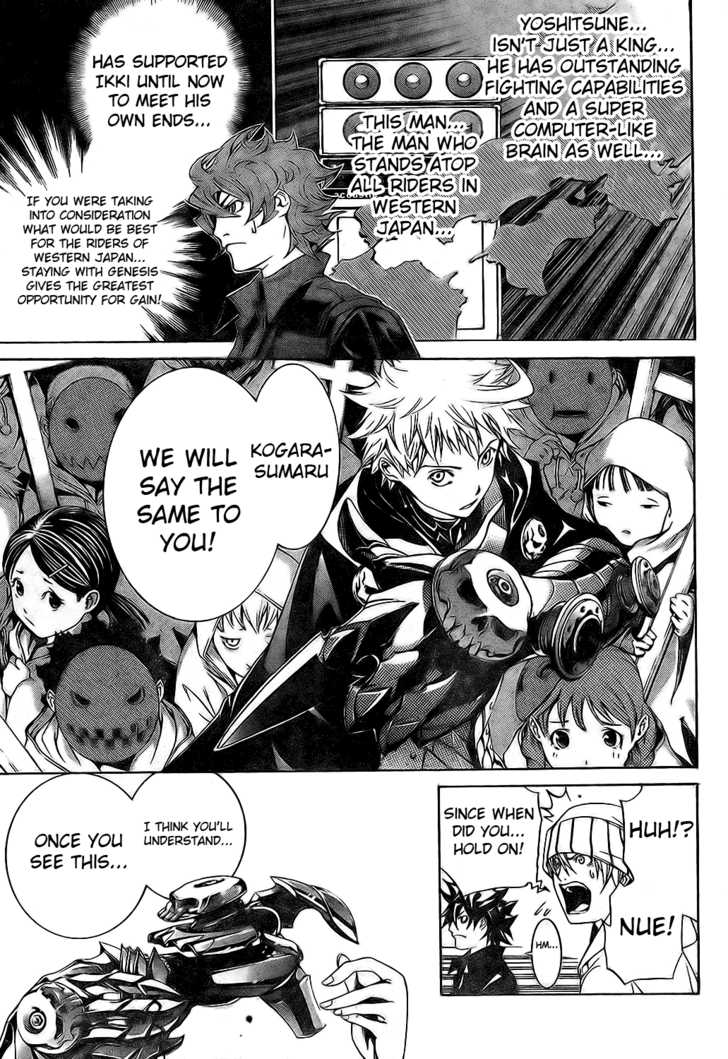 YOSHITSUNE...
ISN'T JUST A KING...
HE HAS OUTSTANDING
FIGHTING CAPABILITIES
AND A SUPER
COMPUTER-LIKE
BRAIN AS WELL...
THIS MAN...
THE MAN WHO
STANDS ATOP
ALL RIDERS IN
WESTERN
JAPAN...
HAS SUPPORTED
IKKI UNTIL NOW
TO MEET HIS
OWN ENDS...
IF YOU WERE TAKING
INTO CONSIDERATION
WHAT WOULD BE BEST
FOR THE RIDERS OF
WESTERN JAPAN...
STAYING WITH GENESIS
GIVES THE GREATEST
OPPORTUNITY FOR GAIN!
KOGARA-
SUMARU
WE WILL
SAY THE
SAME TO
YOU!
HUH!?
NUE!
SINCE WHEN
DID YOU...
HOLD ON!
HM...
I THINK YOU'LL
UNDERSTAND...
ONCE YOU
SEE THIS...